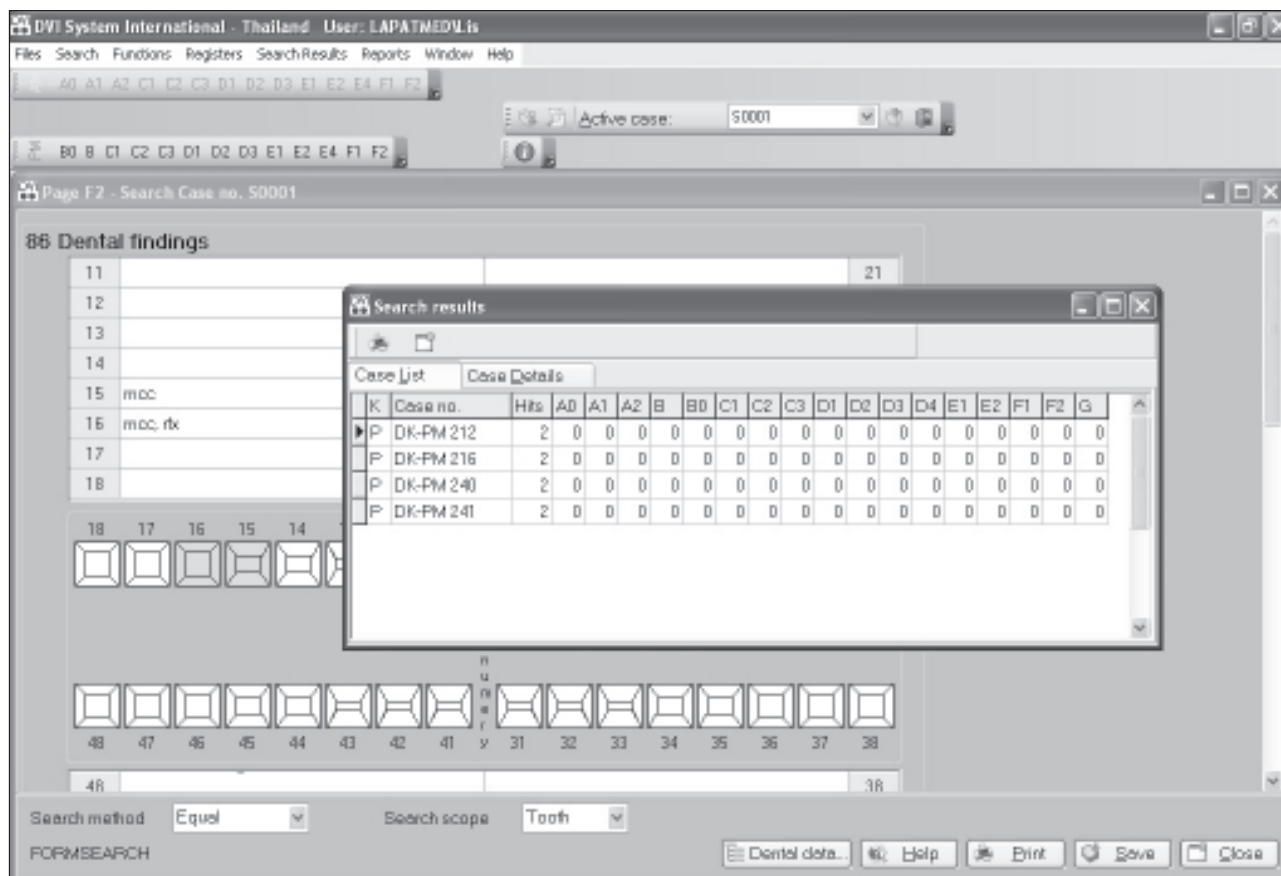 DVI System International - Thailand   User: LAPATMED\Lis
Files Search Functions Registers Search Results Reports Window Help
A0 A1 A2 C1 C2 C3 D1 D2 D3 E1 E2 E4 F1 F2
Active case: S0001
B0 B C1 C2 C3 D1 D2 D3 E1 E2 E4 F1 F2
Page F2 - Search Case no. S0001
86 Dental findings
11 21
12
13
14
15 mcc
16 mcc, rfx
17
18
Search results
Case List Case Details
K Case no. Hits A0 A1 A2 B B0 C1 C2 C3 D1 D2 D3 D4 E1 E2 F1 F2 G
P DK-PM 212 2 0 0 0 0 0 0 0 0 0 0 0 0 0 0 0 0 0
P DK-PM 216 2 0 0 0 0 0 0 0 0 0 0 0 0 0 0 0 0 0
P DK-PM 240 2 0 0 0 0 0 0 0 0 0 0 0 0 0 0 0 0 0
P DK-PM 241 2 0 0 0 0 0 0 0 0 0 0 0 0 0 0 0 0 0
18 17 16 15 14
numery
48 47 46 45 44 43 42 41 31 32 33 34 35 36 37 38
48 38
Search method Equal Search scope Tooth
FORMSEARCH Dental data... Help Print Save Close